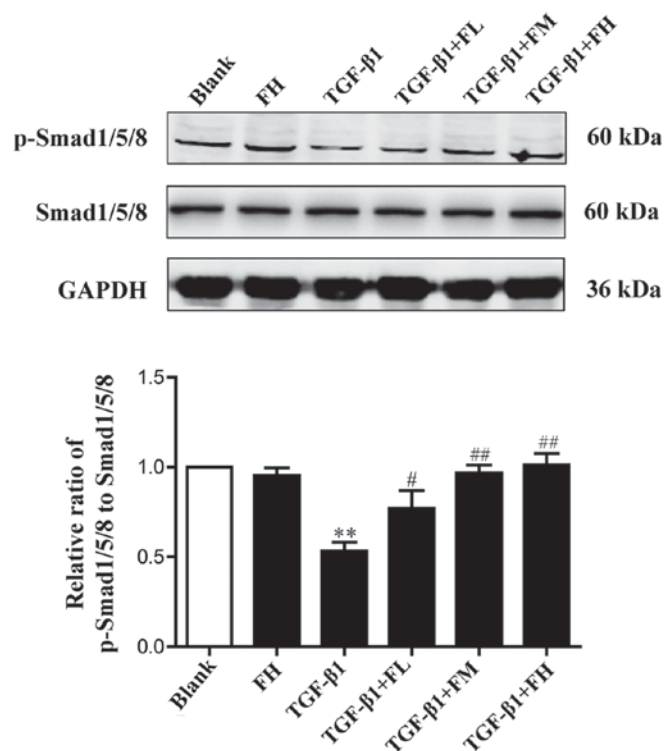 Blank FH TGF-β1 TGF-β1+FL TGF-β1+FM TGF-β1+FH
p-Smad1/5/8 60 kDa
Smad1/5/8 60 kDa
GAPDH 36 kDa
Relative ratio of
p-Smad1/5/8 to Smad1/5/8
1.5
1.0
0.5
0.0
**
#
##
##
Blank FH TGF-β1 TGF-β1+FL TGF-β1+FM TGF-β1+FH